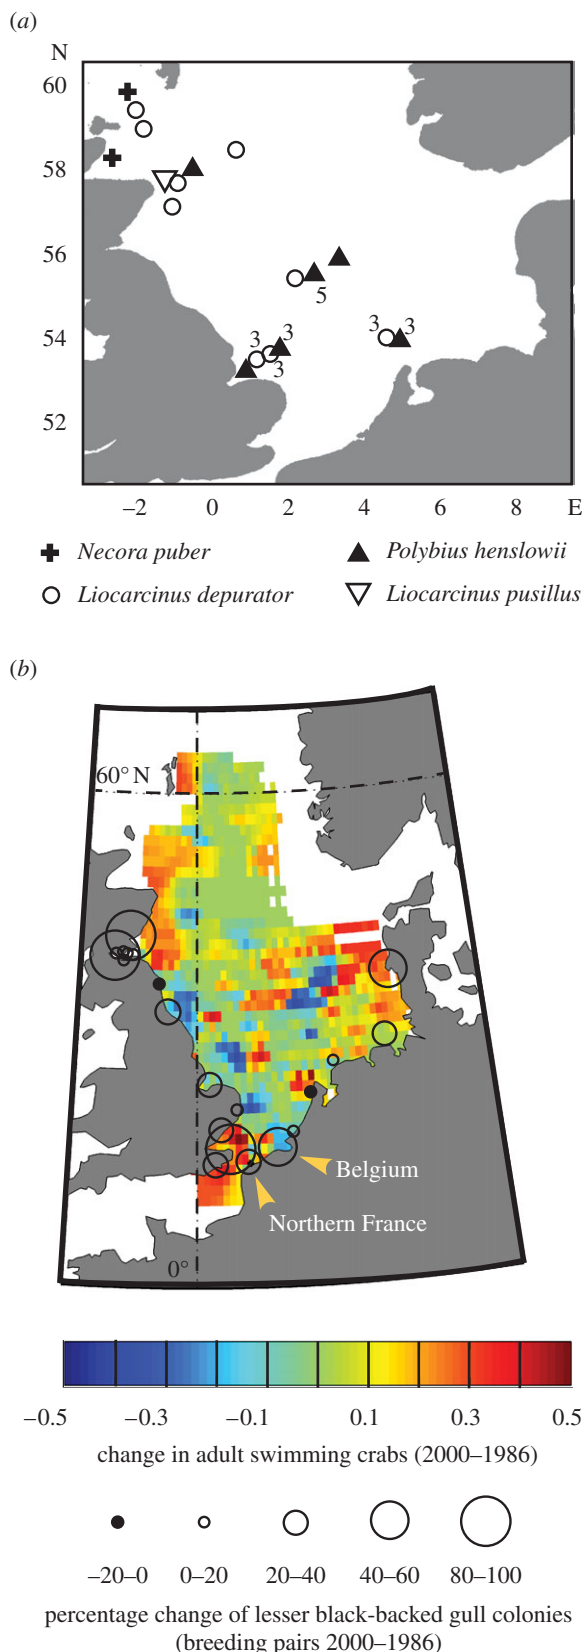 (a)
N
60
58
56
54
52
5
3
3
3
3
3
−2
0
2
4
6
8
E
Necora puber
Polybius henslowii
Liocarcinus depurator
Liocarcinus pusillus
(b)
60° N
Belgium
Northern France
0°
−0.5
−0.3
−0.1
0.1
0.3
0.5
change in adult swimming crabs (2000–1986)
−20–0
0–20
20–40
40–60
80–100
percentage change of lesser black-backed gull colonies
(breeding pairs 2000–1986)